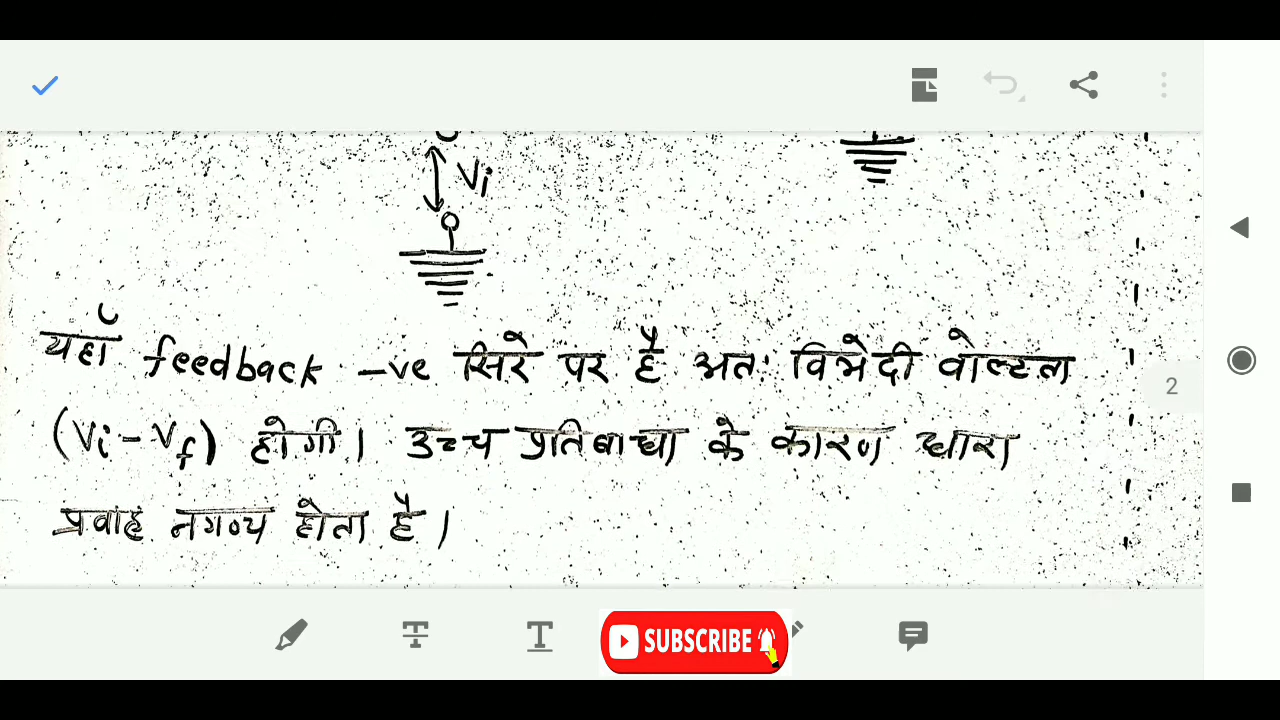 Vi
यहाँ feedback -ve सिरे पर है अतः विभेदी वोल्टता
2
(Vi - Vf) होगी। उच्च प्रतिबाधा के कारण धारा
प्रवाह नगण्य होता है।
SUBSCRIBE